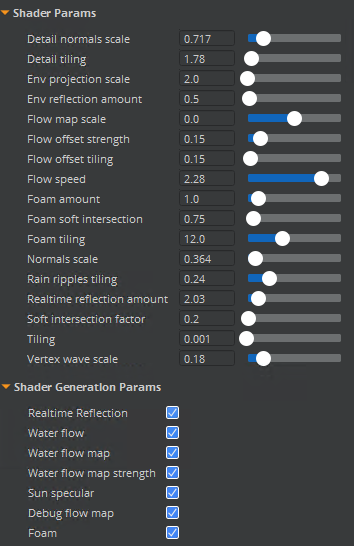 Shader Params
Detail normals scale 0.717
Detail tiling 1.78
Env projection scale 2.0
Env reflection amount 0.5
Flow map scale 0.0
Flow offset strength 0.15
Flow offset tiling 0.15
Flow speed 2.28
Foam amount 1.0
Foam soft intersection 0.75
Foam tiling 12.0
Normals scale 0.364
Rain ripples tiling 0.24
Realtime reflection amount 2.03
Soft intersection factor 0.2
Tiling 0.001
Vertex wave scale 0.18
Shader Generation Params
Realtime Reflection
Water flow
Water flow map
Water flow map strength
Sun specular
Debug flow map
Foam